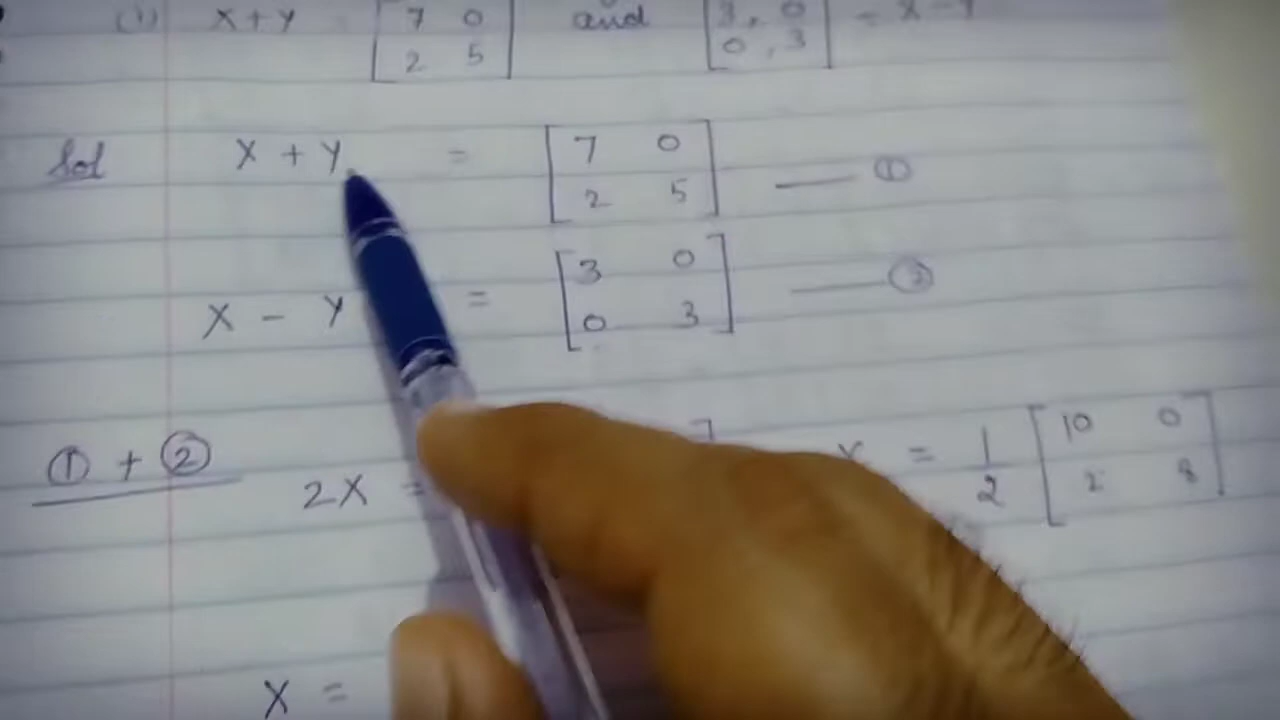 (i) X + Y [ 7 0 and [ 3, 0 = X - Y
2 5 ] 0, 3 ]
Sol X + Y = [ 7 0
2 5 ] —— ①
X - Y = [ 3 0
0 3 ] —— ②
① + ② 2X = X = 1/2 [ 10 0
2 8 ]
X =